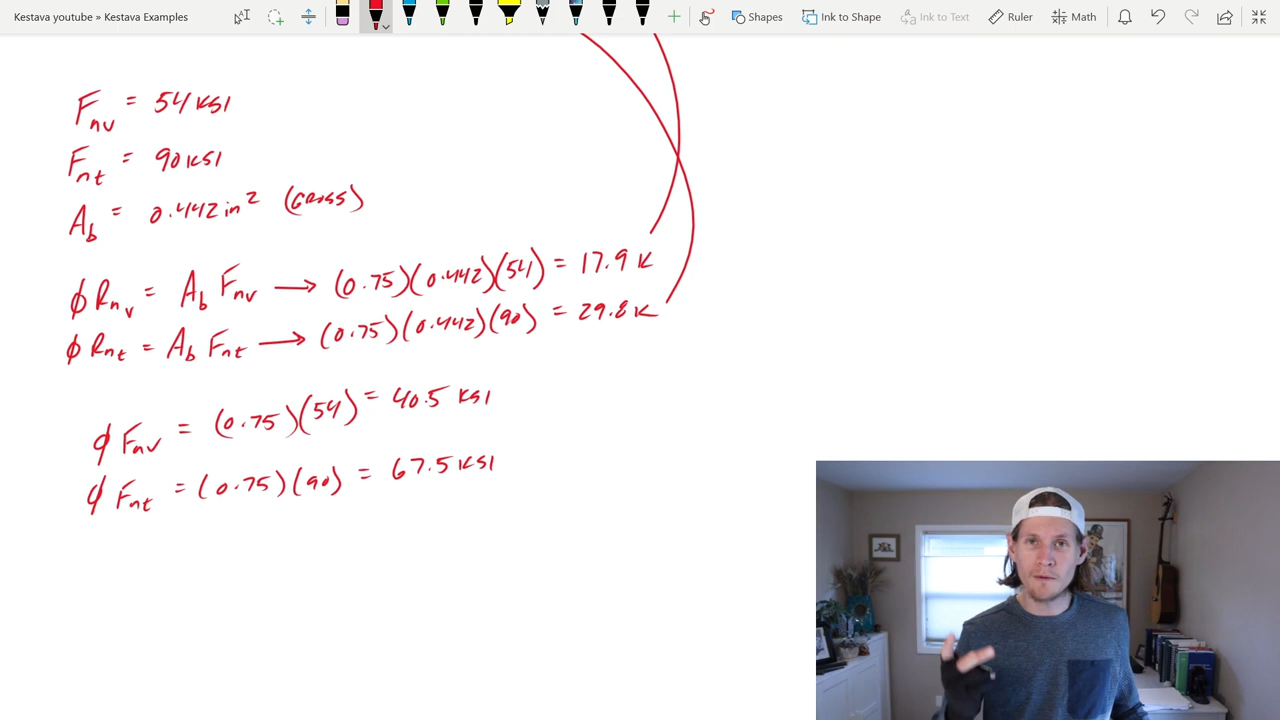 Kestava youtube » Kestava Examples
Shapes
Ink to Shape
Ink to Text
Ruler
Math
Fnv = 54 KSI
Fnt = 90 KSI
Ab = 0.442 in² (GROSS)
ϕRnv = Ab Fnv → (0.75)(0.442)(54) = 17.9 K
ϕRnt = Ab Fnt → (0.75)(0.442)(90) = 29.8 K
ϕFnv = (0.75)(54) = 40.5 KSI
ϕFnt = (0.75)(90) = 67.5 KSI